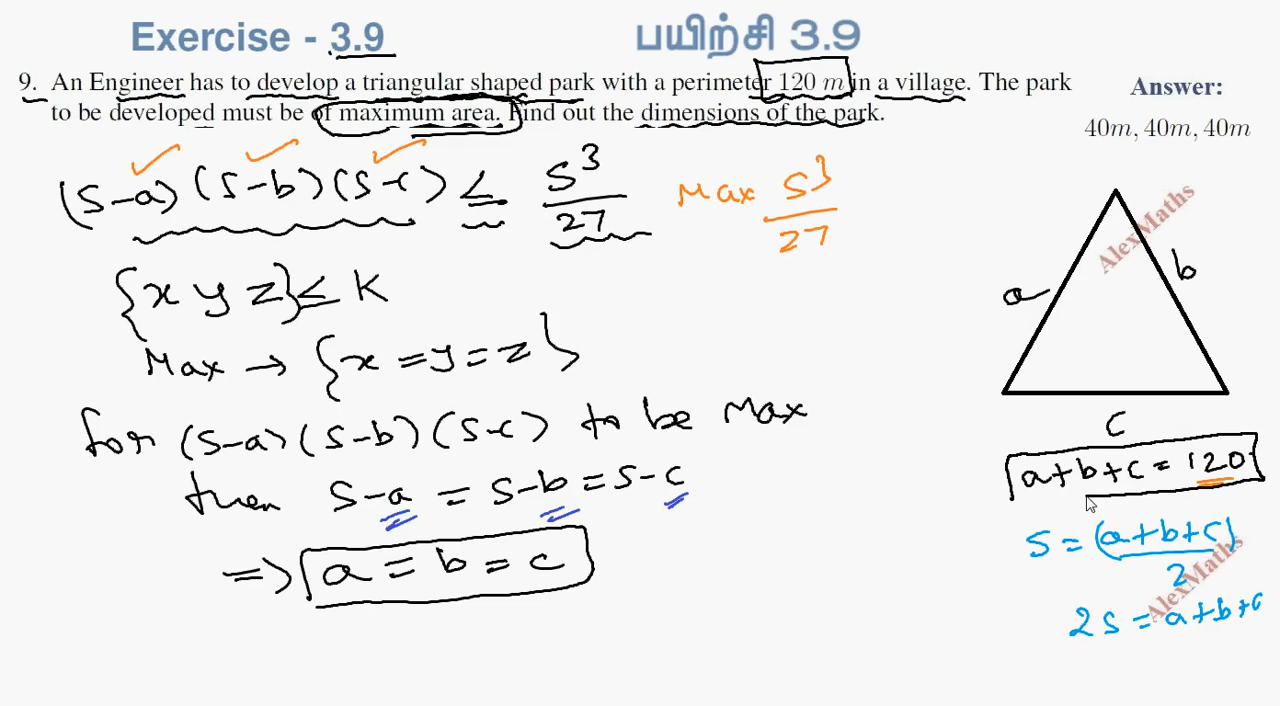 Exercise - 3.9
பயிற்சி 3.9
9. An Engineer has to develop a triangular shaped park with a perimeter 120 m in a village. The park
to be developed must be of maximum area. Find out the dimensions of the park.
Answer:
40m, 40m, 40m
(s-a) (s-b) (s-c) ≤ s³/27
Max s³/27
{x y z} ≤ K
Max → {x = y = z}
for (s-a) (s-b) (s-c) to be Max
then s-a = s-b = s-c
⇒ a = b = c
AlexMaths
a
b
c
a+b+c = 120
s = (a+b+c)/2
AlexMaths
2s = a+b+c